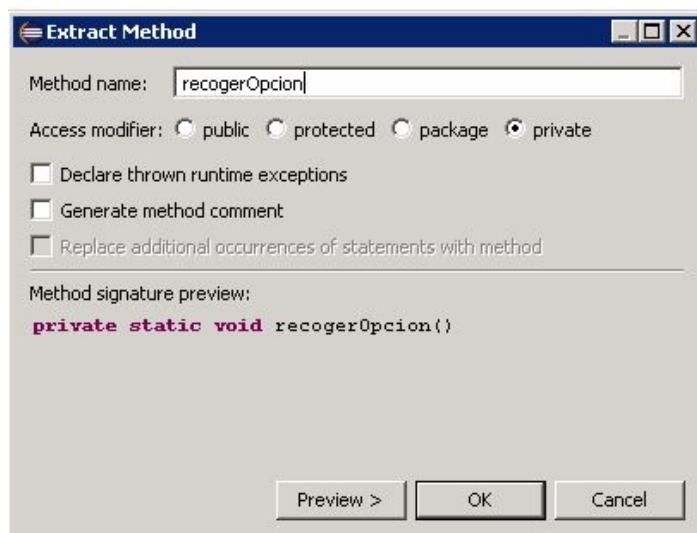 Extract Method
Method name: recogerOpcion
Access modifier: public protected package private
Declare thrown runtime exceptions
Generate method comment
Replace additional occurrences of statements with method
Method signature preview:
private static void recogerOpcion()
Preview > OK Cancel